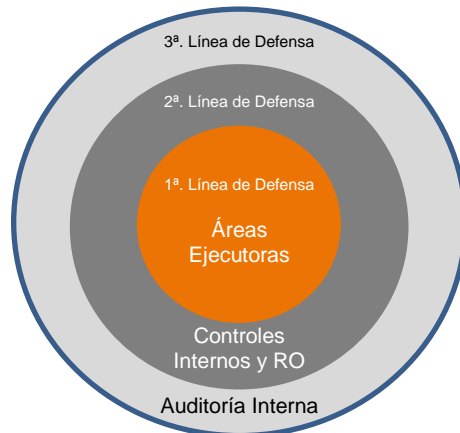 3ª. Línea de Defensa
2ª. Línea de Defensa
1ª. Línea de Defensa
Áreas
Ejecutoras
Controles
Internos y RO
Auditoría Interna